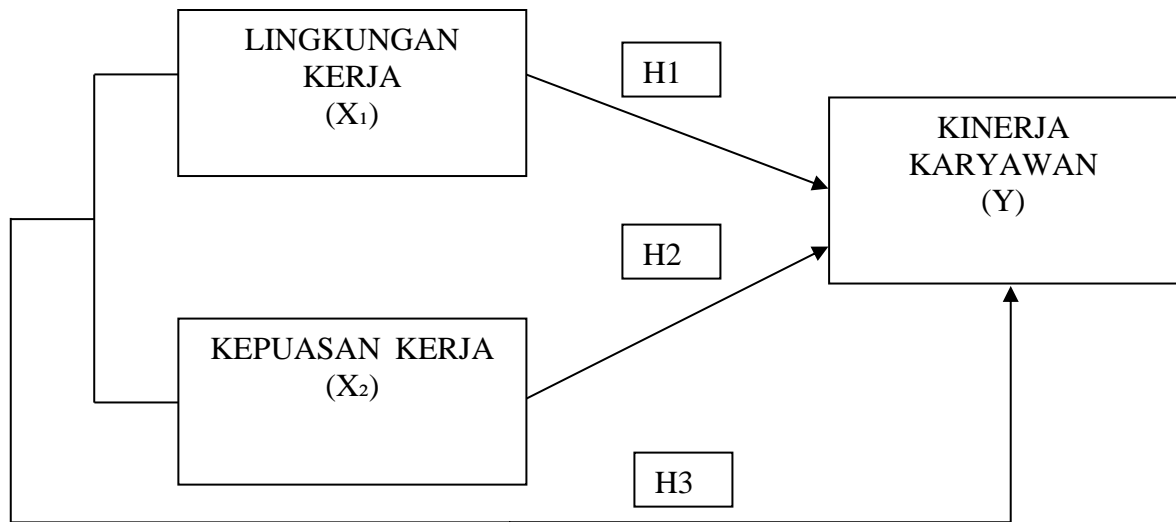 LINGKUNGAN
KERJA
(X₁)
H1
KINERJA
KARYAWAN
(Y)
H2
KEPUASAN KERJA
(X₂)
H3